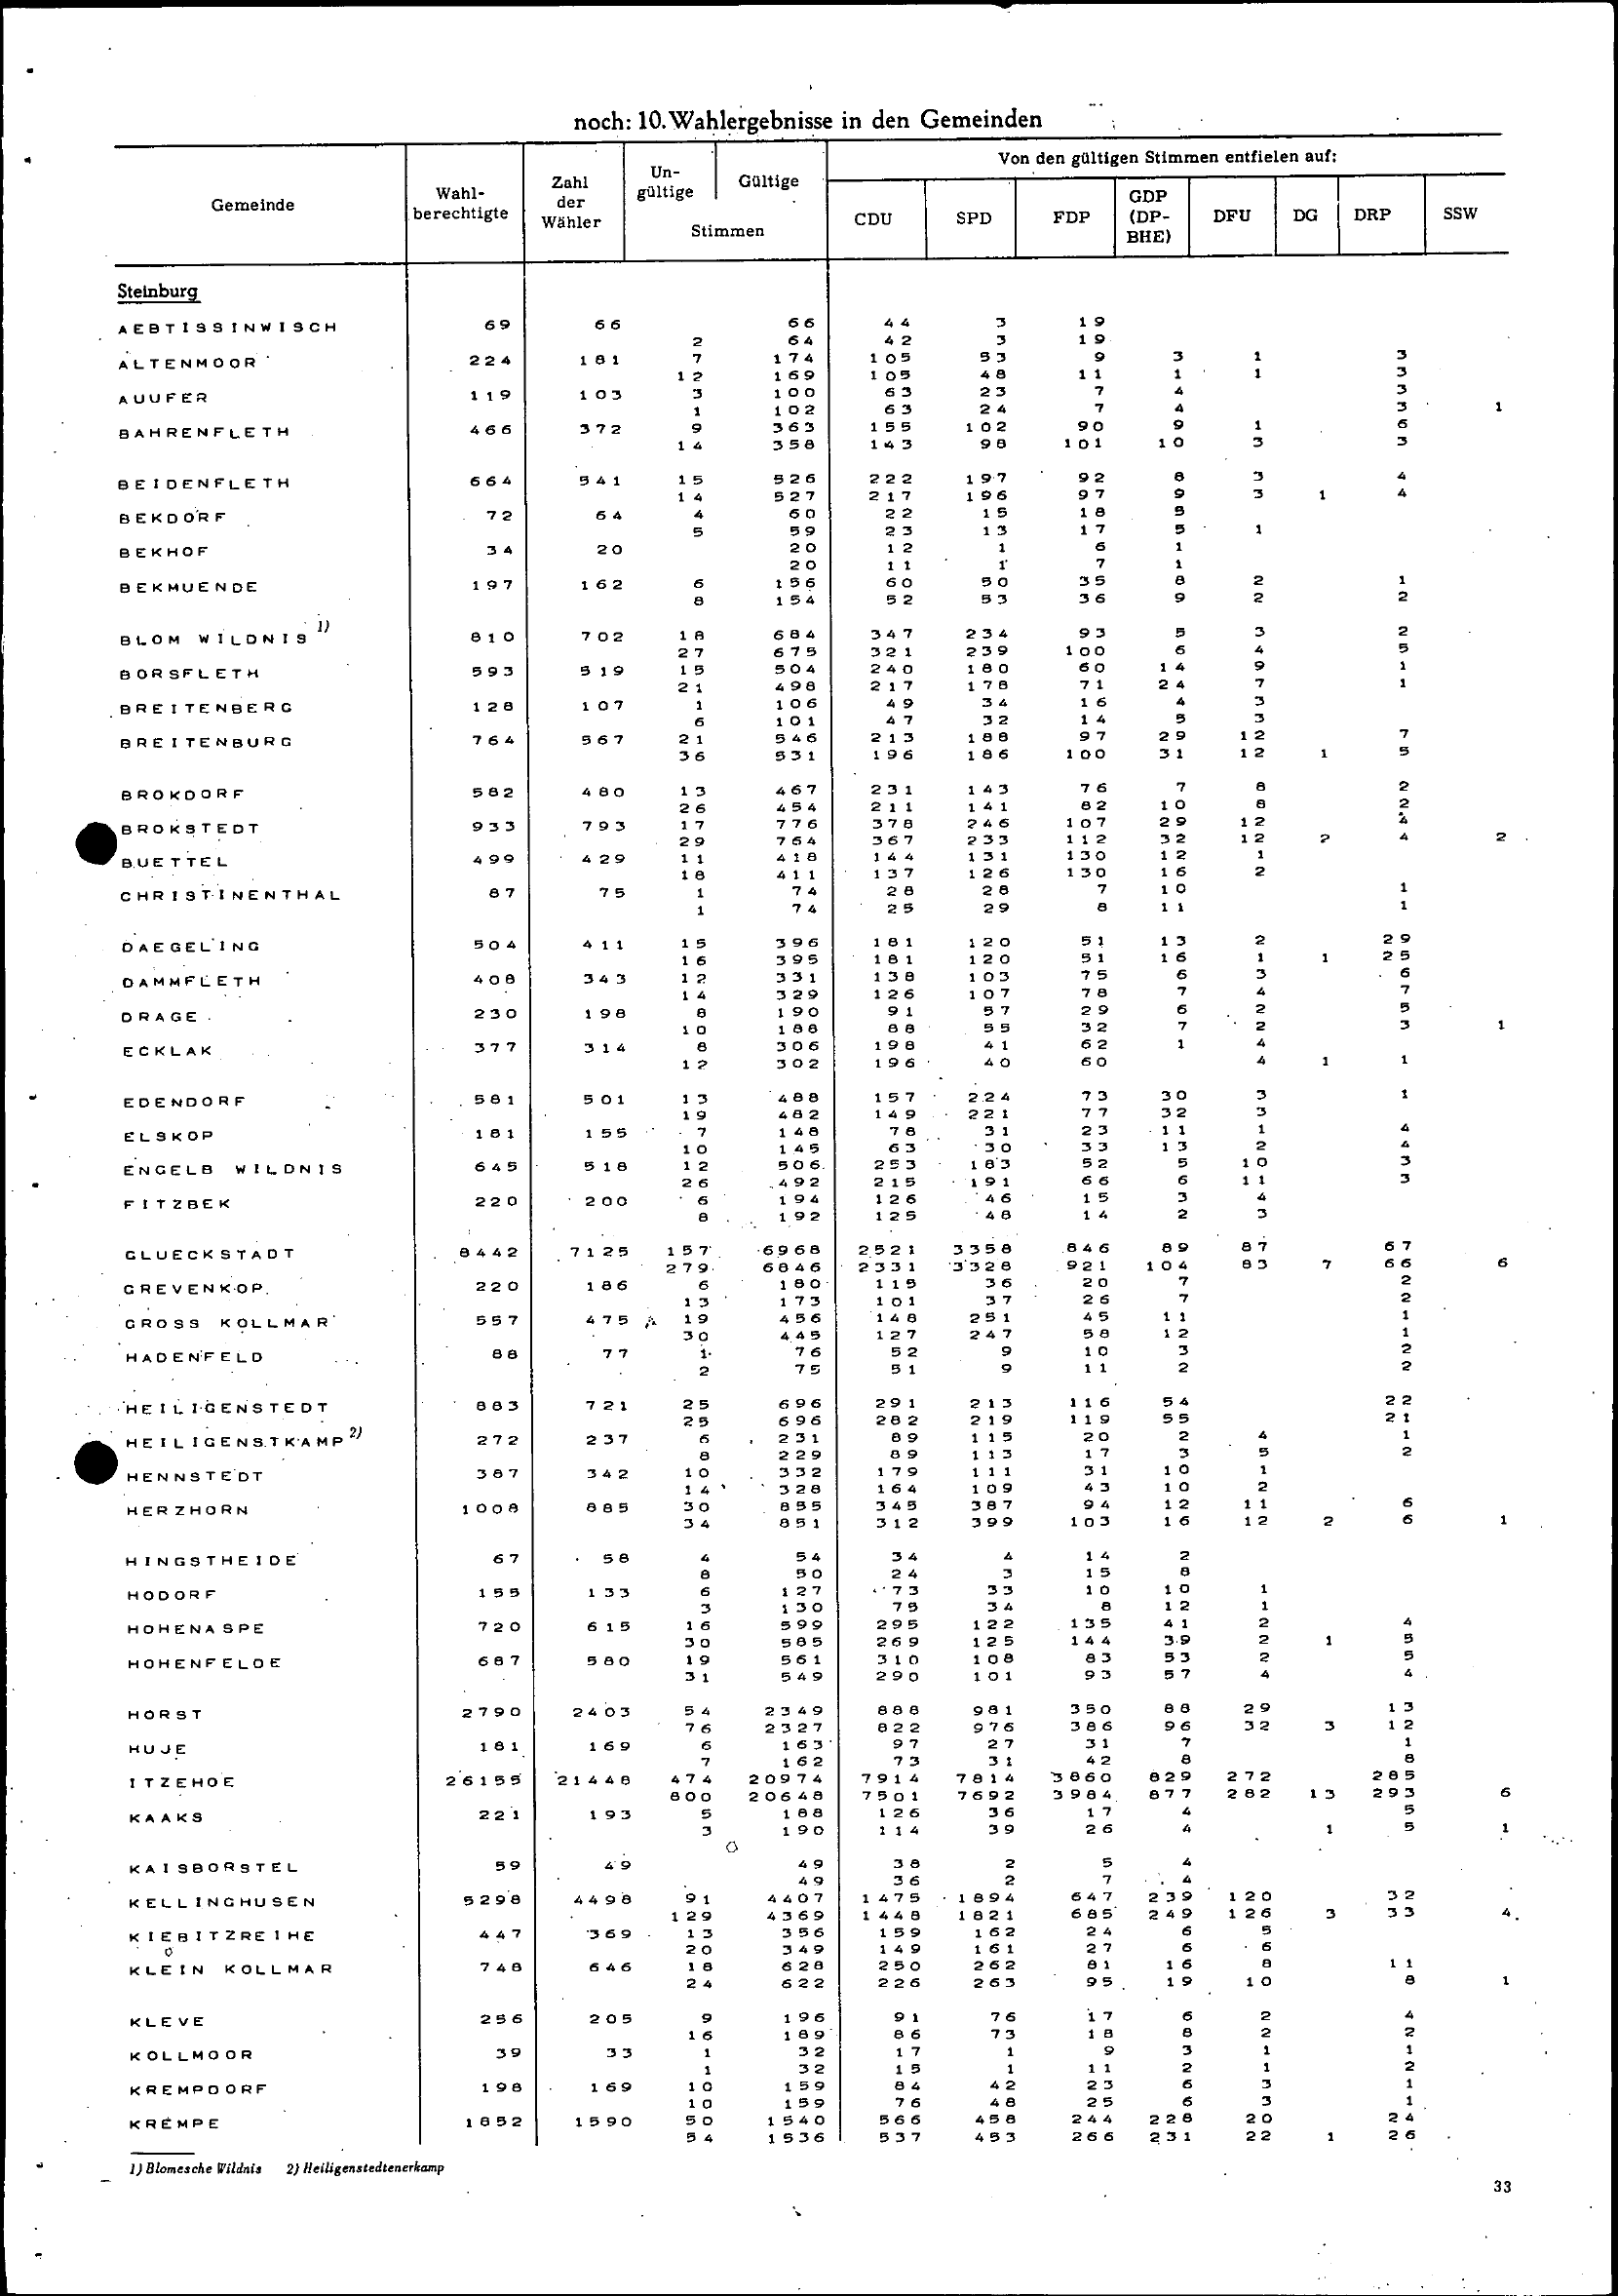 noch: 10. Wahlergebnisse in den Gemeinden
Gemeinde Wahl-berechtigte Zahl der Wähler Un-gültige Gültige Stimmen Von den gültigen Stimmen entfielen auf:
CDU SPD FDP GDP (DP-BHE) DFU DG DRP SSW
Steinburg
AEBTISSINWISCH 69 66 66 44 3 19
2 64 42 3 19
ALTENMOOR 224 181 7 174 105 53 9 3 1 3
12 169 105 48 11 1 1 3
AUUFER 119 103 3 100 63 23 7 4 3
1 102 63 24 7 4 3 1
BAHRENFLETH 466 372 9 363 155 102 90 9 1 6
14 358 143 98 101 10 3 3
BEIDENFLETH 664 541 15 526 222 197 92 8 3 4
14 527 217 196 97 9 3 1 4
BEKDORF 72 64 4 60 22 15 18 5
5 59 23 13 17 5 1
BEKHOF 34 20 20 12 1 6 1
20 11 1 7 1
BEKMUENDE 197 162 6 156 60 50 35 8 2 1
8 154 52 53 36 9 2 2
BLOM WILDNIS 1) 810 702 18 684 347 234 93 5 3 2
27 675 321 239 100 6 4 5
BORSFLETH 593 519 15 504 240 180 60 14 9 1
21 498 217 178 71 24 7 1
BREITENBERG 128 107 1 106 49 34 16 4 3
6 101 47 32 14 5 3
BREITENBURG 764 567 21 546 213 188 97 29 12 7
36 531 196 186 100 31 12 1 5
BROKDORF 582 480 13 467 231 143 76 7 8 2
26 454 211 141 82 10 8 2
BROKSTEDT 933 793 17 776 378 246 107 29 12 4
29 764 367 233 112 32 12 2 4 2
BUETTEL 499 429 11 418 144 131 130 12 1
18 411 137 126 130 16 2
CHRISTINENTHAL 87 75 1 74 28 28 7 10 1
1 74 25 29 8 11 1
DAEGELING 504 411 15 396 181 120 51 13 2 29
16 395 181 120 51 16 1 1 25
DAMMFLETH 408 343 12 331 138 103 75 6 3 6
14 329 126 107 78 7 4 7
DRAGE 230 198 8 190 91 57 29 6 2 5
10 188 88 55 32 7 2 3 1
ECKLAK 377 314 8 306 198 41 62 1 4
12 302 196 40 60 4 1 1
EDENDORF 581 501 13 488 157 224 73 30 3 1
19 482 149 221 77 32 3
ELSKOP 181 155 7 148 78 31 23 11 1 4
10 145 63 30 33 13 2 4
ENGELB WILDNIS 645 518 12 506 253 183 52 5 10 3
26 492 215 191 66 6 11 3
FITZBEK 220 200 6 194 126 46 15 3 4
8 192 125 48 14 2 3
GLUECKSTADT 8442 7125 157 6968 2521 3358 846 89 87 67
279 6846 2331 3328 921 104 83 7 66 6
GREVENKOP 220 186 6 180 115 36 20 7 2
13 173 101 37 26 7 2
GROSS KOLLMAR 557 475 19 456 148 251 45 11 1
30 445 127 247 58 12 1
HADENFELD 88 77 1 76 52 9 10 3 2
2 75 51 9 11 2 2
HEILIGENSTEDT 883 721 25 696 291 213 116 54 22
25 696 282 219 119 55 21
HEILIGENSTKAMP 2) 272 237 6 231 89 115 20 2 4 1
8 229 89 113 17 3 5 2
HENNSTEDT 387 342 10 332 179 111 31 10 1
14 328 164 109 43 10 2
HERZHORN 1008 885 30 855 345 387 94 12 11 6
34 851 312 399 103 16 12 2 6 1
HINGSTHEIDE 67 58 4 54 34 4 14 2
8 50 24 3 15 8
HODORF 155 133 6 127 73 33 10 10 1
3 130 75 34 8 12 1
HOHENASPE 720 615 16 599 295 122 135 41 2 4
30 585 269 125 144 39 2 1 5
HOHENFELDE 687 580 19 561 310 108 83 53 2 5
31 549 290 101 93 57 4 4
HORST 2790 2403 54 2349 888 981 350 88 29 13
76 2327 822 976 386 96 32 3 12
HUJE 181 169 6 163 97 27 31 7 1
7 162 73 31 42 8 8
ITZEHOE 26155 21448 474 20974 7914 7814 3860 829 272 285
800 20648 7501 7692 3984 877 282 13 293 6
KAAKS 221 193 5 188 126 36 17 4 5
3 190 114 39 26 4 1 5 1
KAISBORSTEL 59 49 49 38 2 5 4
49 36 2 7 4
KELLINGHUSEN 5298 4498 91 4407 1475 1894 647 239 120 32
129 4369 1448 1821 685 249 126 3 33 4
KIEBITZREIHE 447 369 13 356 159 162 24 6 5
20 349 149 161 27 6 6
KLEIN KOLLMAR 748 646 18 628 250 262 81 16 8 11
24 622 226 263 95 19 10 8 1
KLEVE 256 205 9 196 91 76 17 6 2 4
16 189 86 73 18 8 2 2
KOLLMOOR 39 33 1 32 17 1 9 3 1 1
1 32 15 1 11 2 1 2
KREMPDORF 198 169 10 159 84 42 23 6 3 1
10 159 76 48 25 6 3 1
KREMPE 1852 1590 50 1540 566 458 244 228 20 24
54 1536 537 453 266 231 22 1 26
1) Blomesche Wildnis 2) Heiligenstedtenerkamp
33